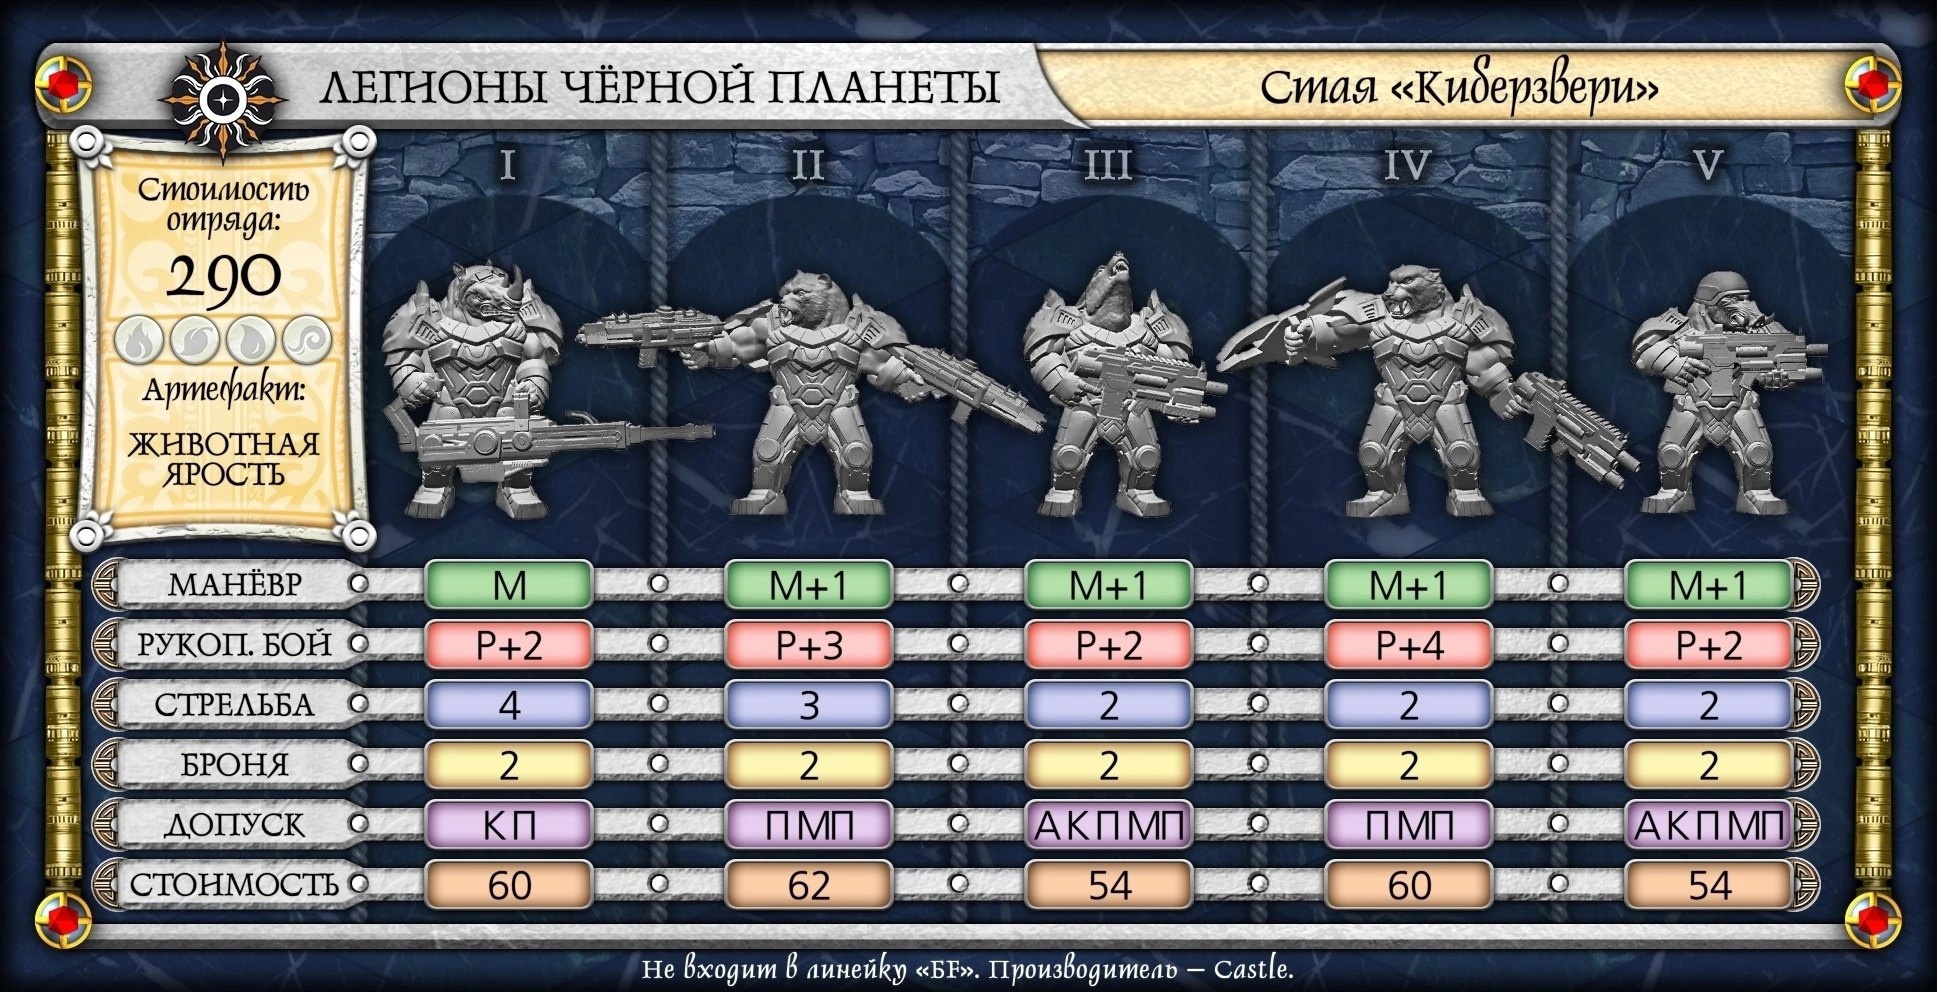 ЛЕГИОНЫ ЧЁРНОЙ ПЛАНЕТЫ
Стая «Киберзвери»
Стоимость
отряда:
290
Артефакт:
ЖИВОТНАЯ
ЯРОСТЬ
I II III IV V
МАНЁВР М М+1 М+1 М+1 М+1
РУКОП. БОЙ Р+2 Р+3 Р+2 Р+4 Р+2
СТРЕЛЬБА 4 3 2 2 2
БРОНЯ 2 2 2 2 2
ДОПУСК КП ПМП АКПМП ПМП АКПМП
СТОИМОСТЬ 60 62 54 60 54
Не входит в линейку «БF». Производитель – Castle.